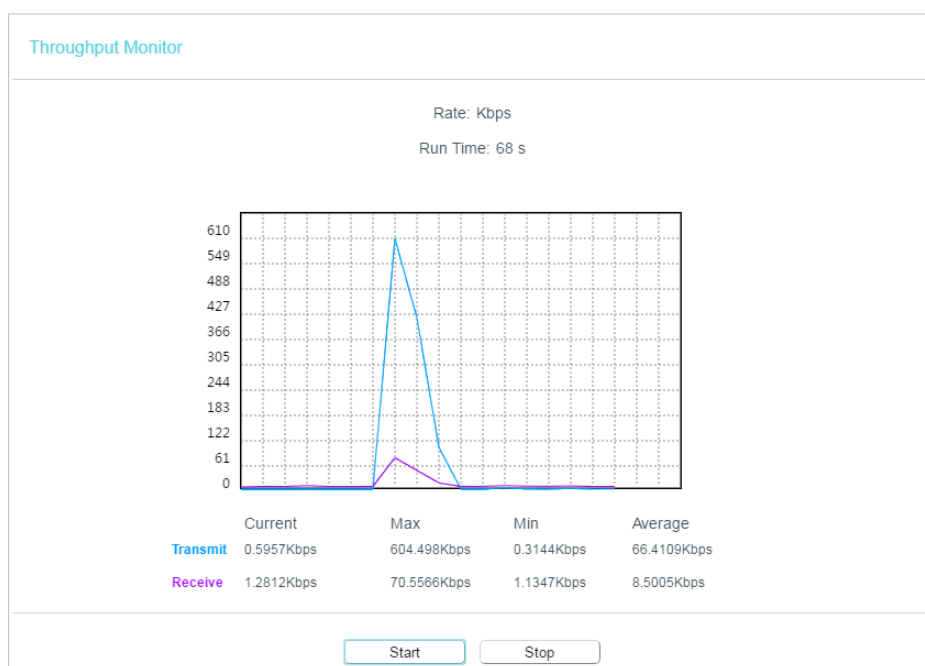 Throughput Monitor
Rate: Kbps
Run Time: 68 s
610
549
488
427
366
305
244
183
122
61
0
Current Max Min Average
Transmit 0.5957Kbps 604.498Kbps 0.3144Kbps 66.4109Kbps
Receive 1.2812Kbps 70.5566Kbps 1.1347Kbps 8.5005Kbps
Start Stop